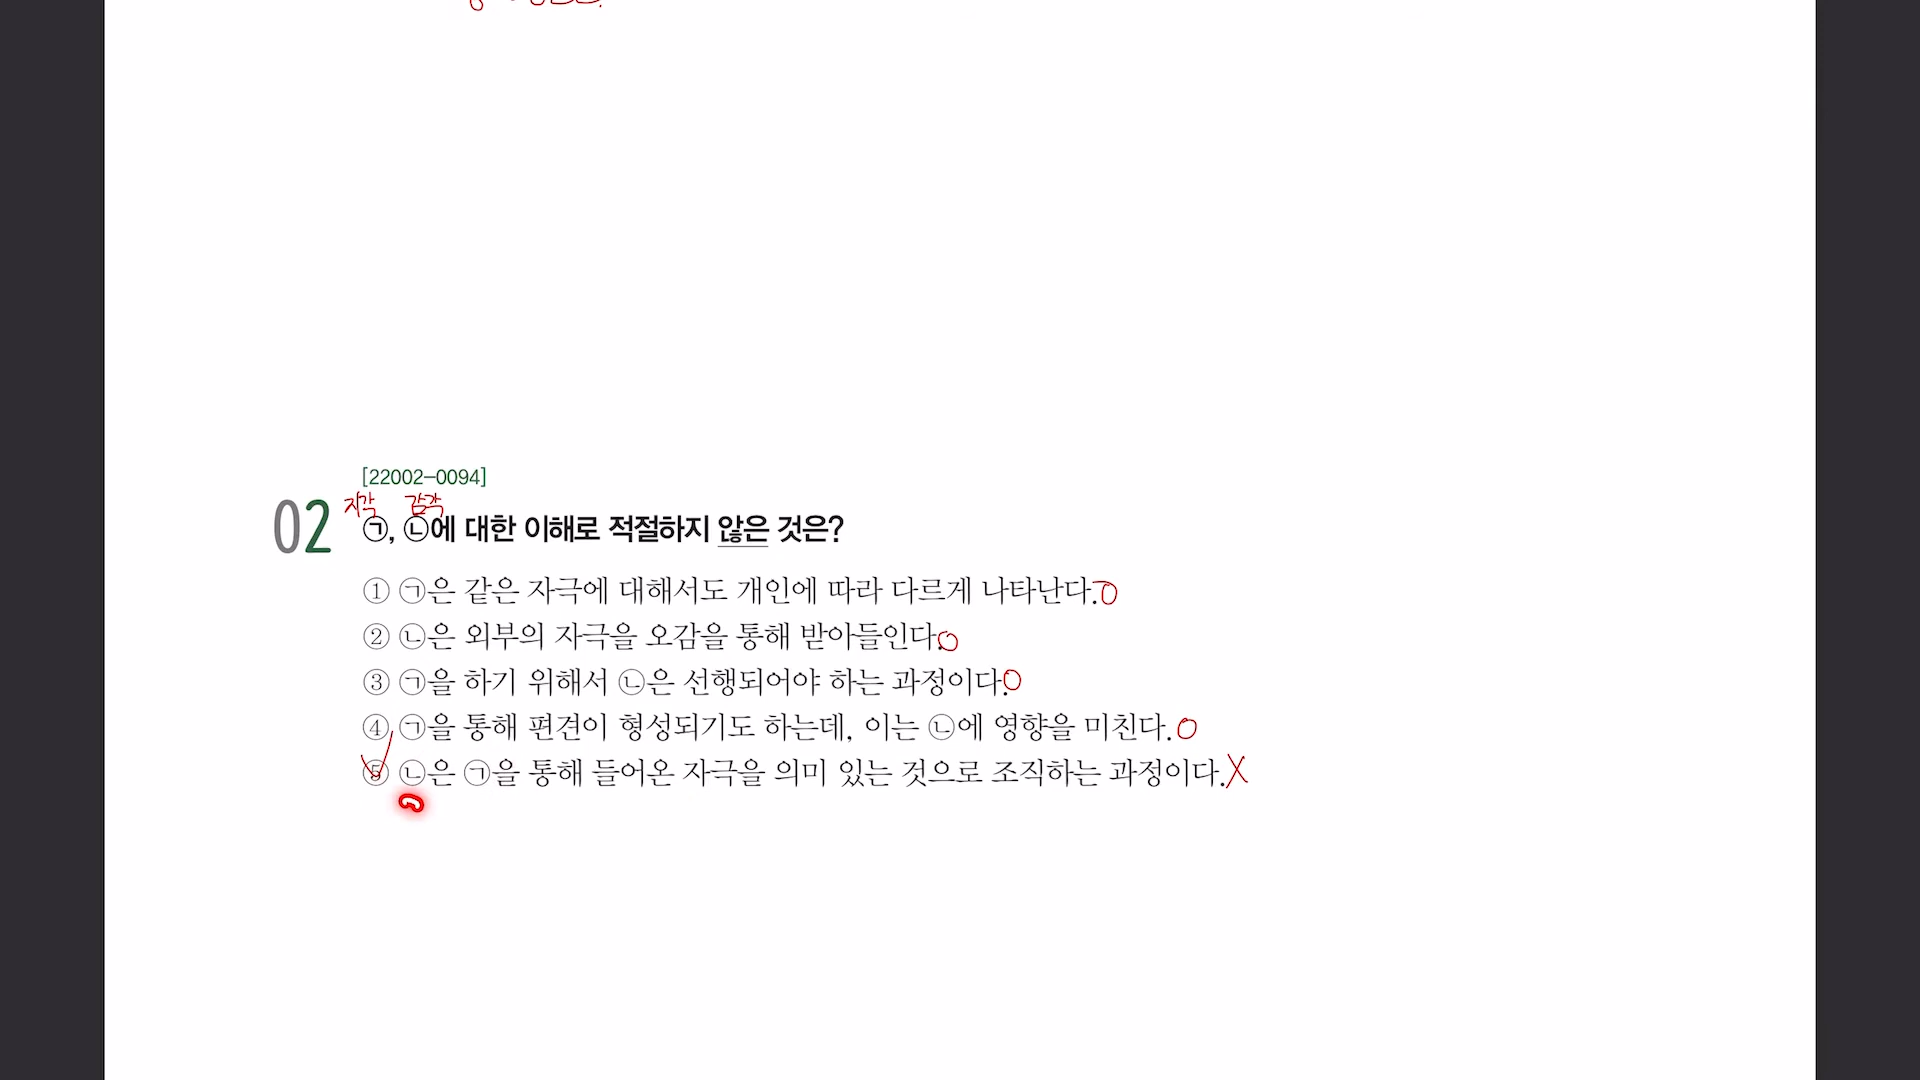 [22002-0094]
지각 감각
02 ㉠, ㉡에 대한 이해로 적절하지 않은 것은?
① ㉠은 같은 자극에 대해서도 개인에 따라 다르게 나타난다. O
② ㉡은 외부의 자극을 오감을 통해 받아들인다. O
③ ㉠을 하기 위해서 ㉡은 선행되어야 하는 과정이다. O
④ ㉠을 통해 편견이 형성되기도 하는데, 이는 ㉡에 영향을 미친다. O
⑤ ㉡은 ㉠을 통해 들어온 자극을 의미 있는 것으로 조직하는 과정이다. X